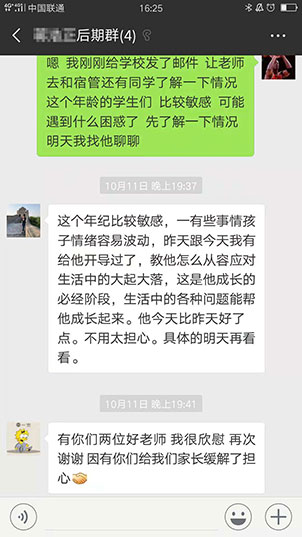 中国联通
16:25
后期群(4)
嗯 我刚刚给学校发了邮件 让老师
去和宿管还有同学了解一下情况
这个年龄的学生们 比较敏感 可能
遇到什么困惑了 先了解一下情况
明天我找他聊聊
10月11日 晚上19:37
这个年纪比较敏感，一有些事情孩
子情绪容易波动，昨天跟今天我有
给他开导过了，教他怎么从容应对
生活中的大起大落，这是他成长的
必经阶段，生活中的各种问题能帮
他成长起来。他今天比昨天好了
点。不用太担心。具体的明天再看
看。
10月11日 晚上19:41
有你们两位好老师 我很欣慰 再次
谢谢 因有你们给我们家长缓解了担
心